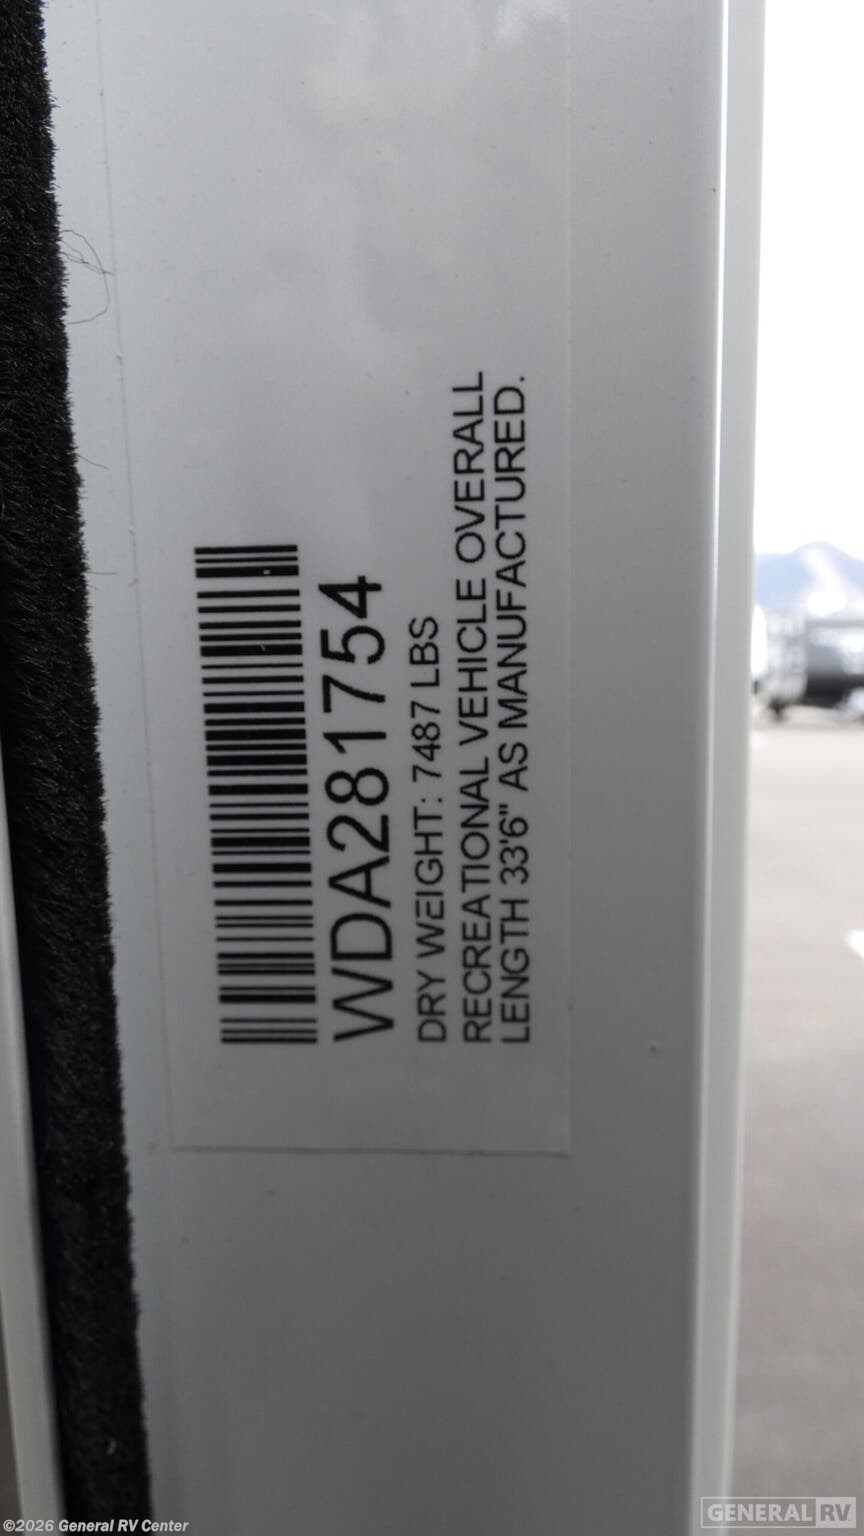 WDA281754
DRY WEIGHT: 7487 LBS
RECREATIONAL VEHICLE OVERALL
LENGTH 33'6" AS MANUFACTURED.
©2026 General RV Center
GENERAL RV